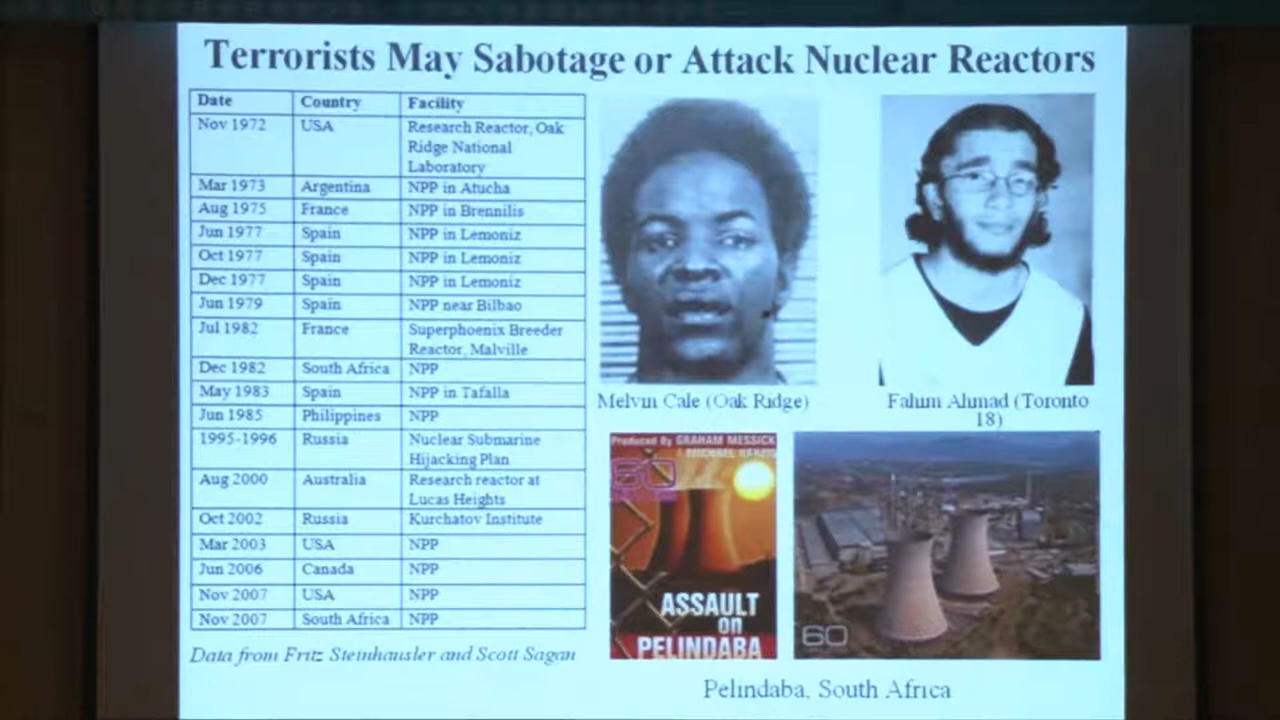 Terrorists May Sabotage or Attack Nuclear Reactors
Date Country Facility
Nov 1972 USA Research Reactor, Oak
Ridge National
Laboratory
Mar 1973 Argentina NPP in Atucha
Aug 1975 France NPP in Brennilis
Jun 1977 Spain NPP in Lemoniz
Oct 1977 Spain NPP in Lemoniz
Dec 1977 Spain NPP in Lemoniz
Jun 1979 Spain NPP near Bilbao
Jul 1982 France Superphoenix Breeder
Reactor, Malville
Dec 1982 South Africa NPP
May 1983 Spain NPP in Tafalla
Jun 1985 Philippines NPP
1995-1996 Russia Nuclear Submarine
Hijacking Plan
Aug 2000 Australia Research reactor at
Lucas Heights
Oct 2002 Russia Kurchatov Institute
Mar 2003 USA NPP
Jun 2006 Canada NPP
Nov 2007 USA NPP
Nov 2007 South Africa NPP
Data from Fritz Steinhausler and Scott Sagan
Melvin Cale (Oak Ridge)
Fahim Ahmad (Toronto
18)
Produced By GRAHAM MESSICK
MICHAEL
60
ASSAULT
on
PELINDABA
60
Pelindaba, South Africa